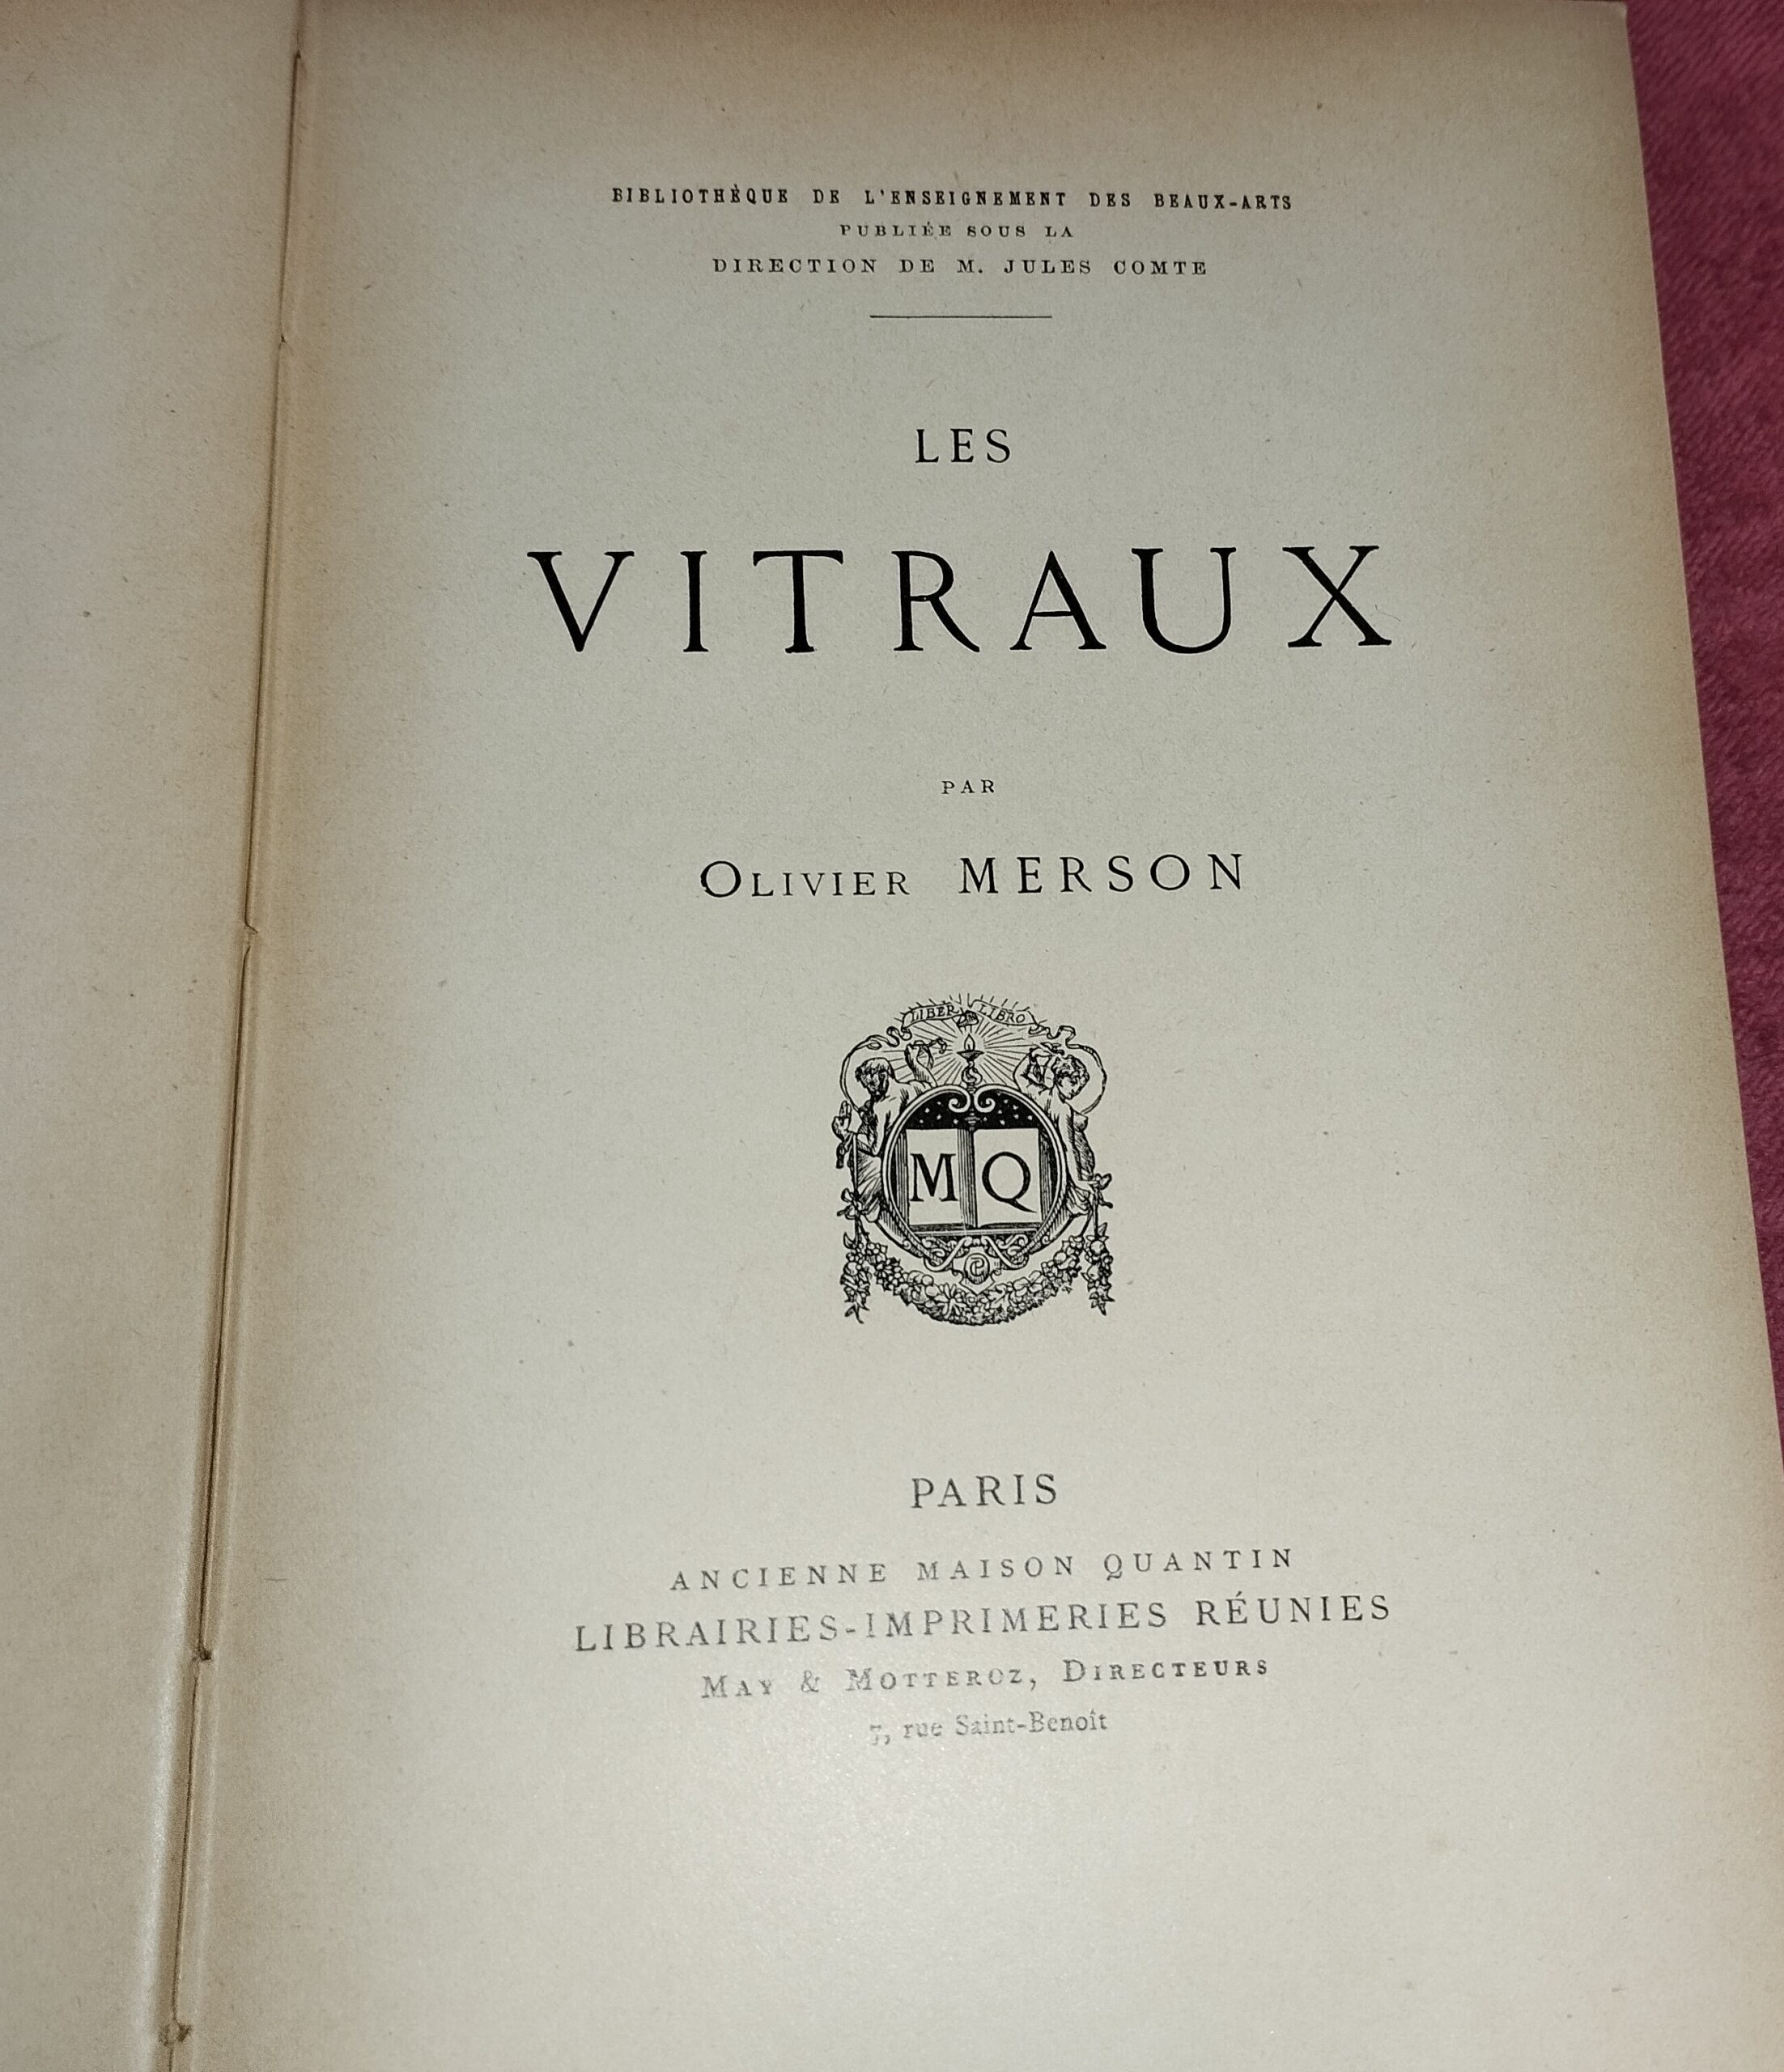 BIBLIOTHÈQUE DE L'ENSEIGNEMENT DES BEAUX-ARTS
PUBLIÉE SOUS LA
DIRECTION DE M. JULES COMTE
LES
VITRAUX
PAR
OLIVIER MERSON
LIBER LIBRO
M Q
PARIS
ANCIENNE MAISON QUANTIN
LIBRAIRIES-IMPRIMERIES RÉUNIES
MAY & MOTTEROZ, DIRECTEURS
7, rue Saint-Benoît